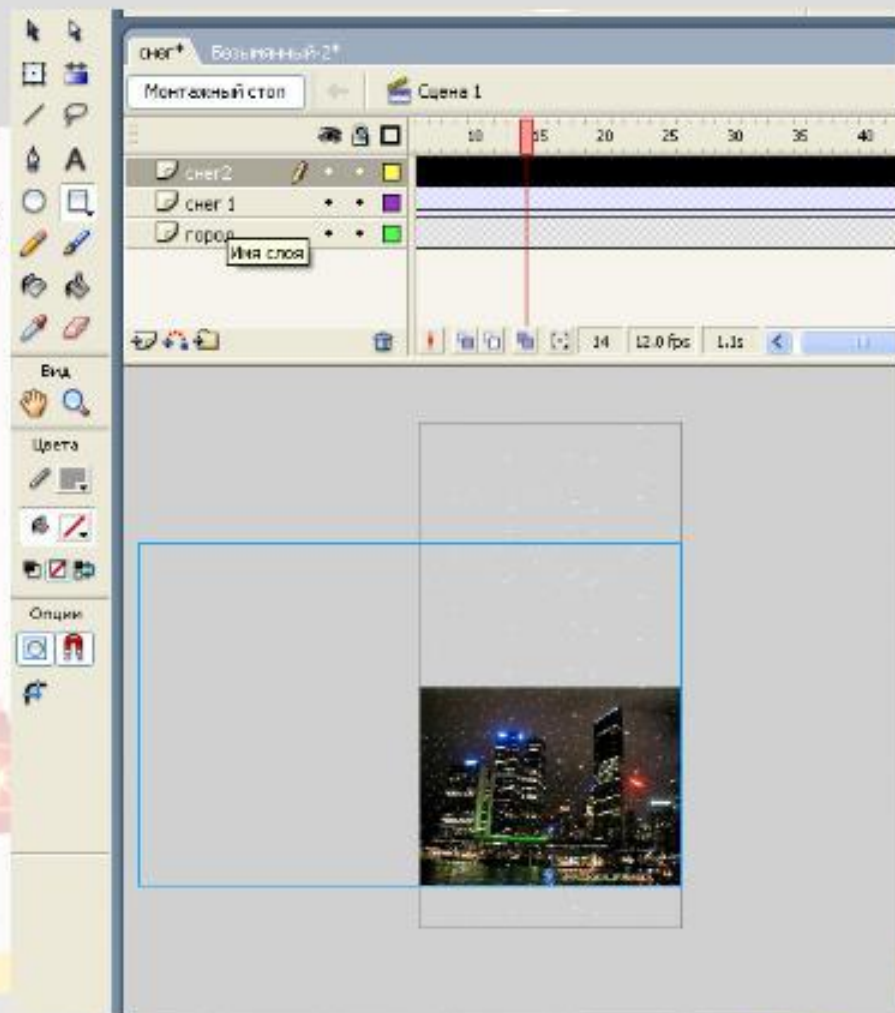 снег* Безымянный-2*
Монтажный стол Сцена 1
10 15 20 25 30 35 40
A
снег2
снег 1
город
Имя слоя
14 12.0 fps 1.1s
Вид
Цвета
Опции